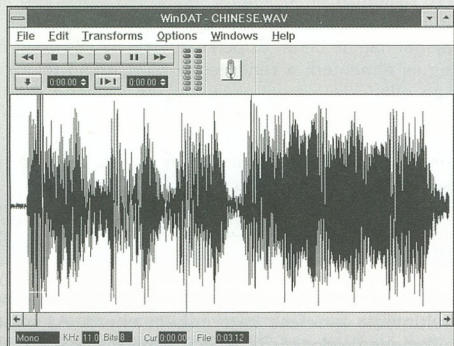 WinDAT - CHINESE.WAV
File Edit Transforms Options Windows Help
0:00.00 0:00.00
Mono KHz 11.0 Bits 8 Cur 0:00.00 File 0:03.12